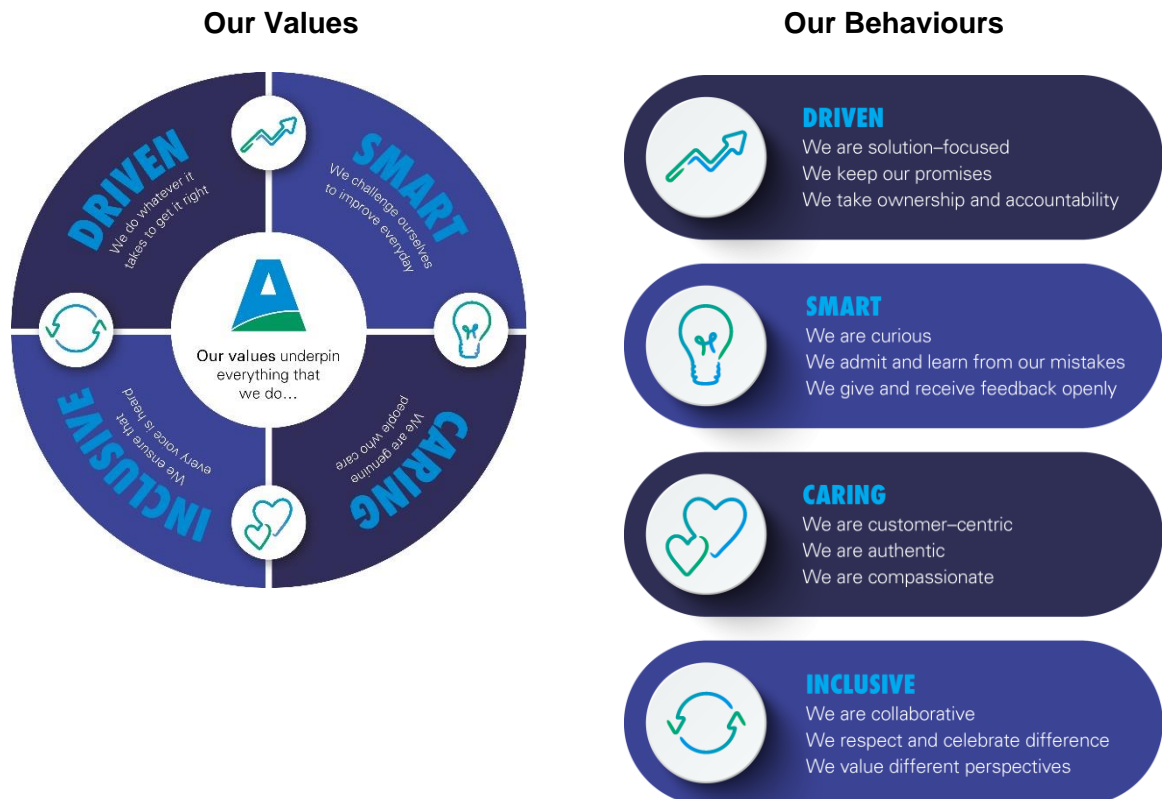 Our Values
DRIVEN
We do whatever it
takes to get it right
SMART
We challenge ourselves
to improve everyday
Our values underpin
everything that
we do...
INCLUSIVE
We ensure that
every voice is heard
CARING
We are genuine
people who care
Our Behaviours
DRIVEN
We are solution–focused
We keep our promises
We take ownership and accountability
SMART
We are curious
We admit and learn from our mistakes
We give and receive feedback openly
CARING
We are customer–centric
We are authentic
We are compassionate
INCLUSIVE
We are collaborative
We respect and celebrate difference
We value different perspectives